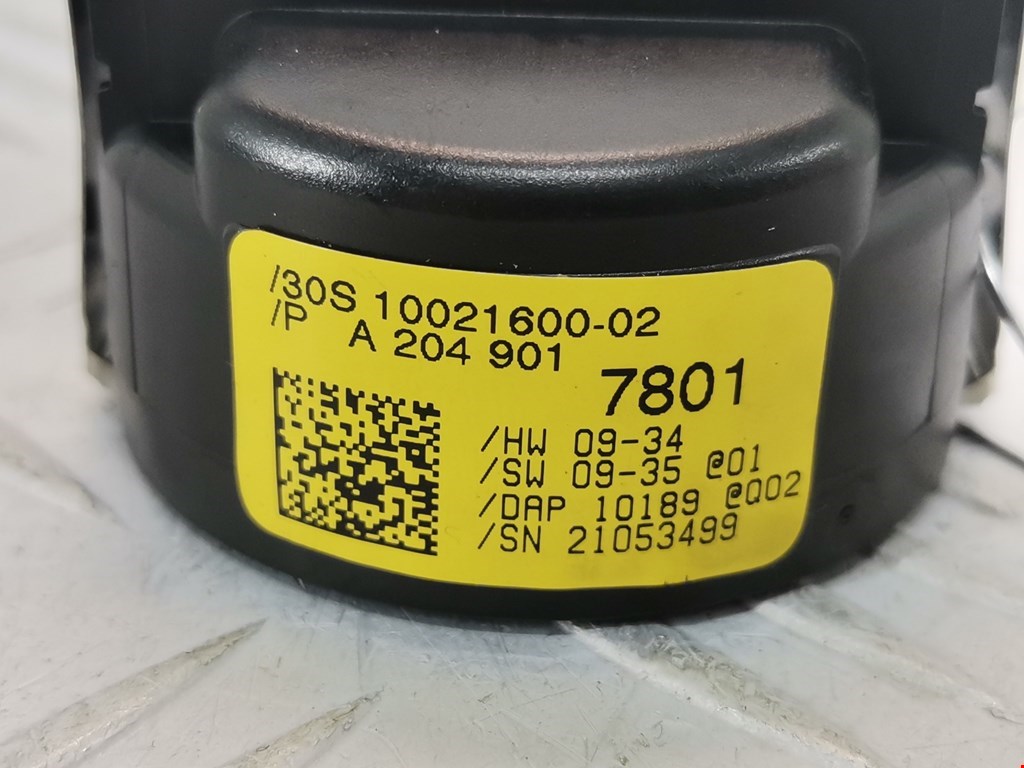 /30S 10021600-02
/P A 204 901
7801
/HW 09-34
/SW 09-35 @01
/DAP 10189 @Q02
/SN 21053499